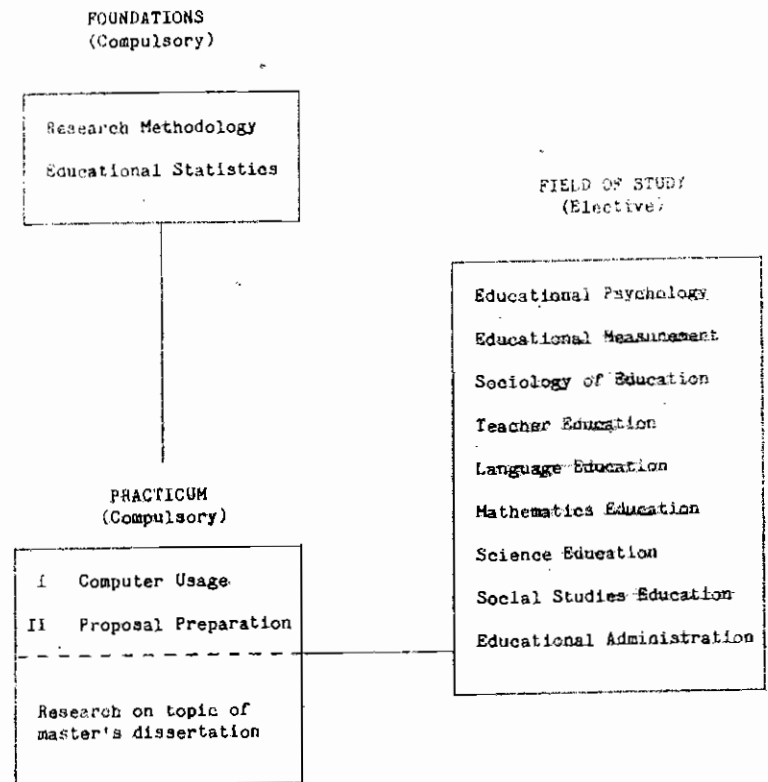 FOUNDATIONS
(Compulsory)
Research Methodology
Educational Statistics
PRACTICUM
(Compulsory)
I Computer Usage
II Proposal Preparation
Research on topic of
master's dissertation
FIELD OF STUDY
(Elective)
Educational Psychology
Educational Measurement
Sociology of Education
Teacher Education
Language Education
Mathematics Education
Science Education
Social Studies Education
Educational Administration